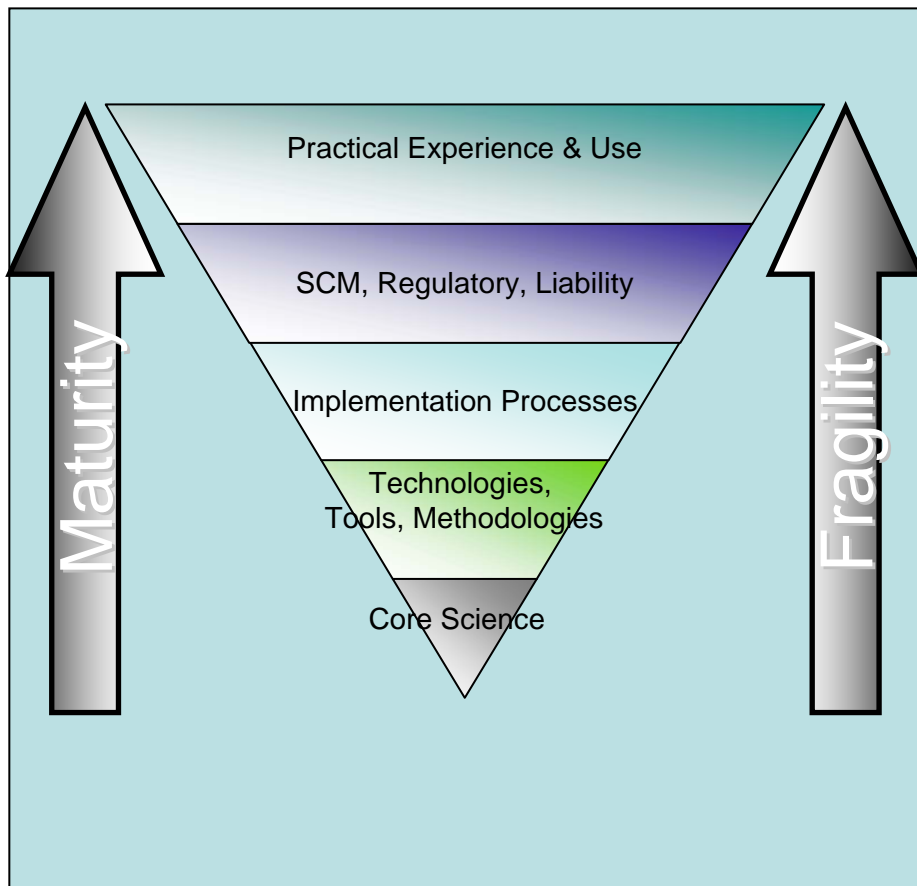 Practical Experience & Use
SCM, Regulatory, Liability
Implementation Processes
Technologies,
Tools, Methodologies
Core Science
Maturity
Fragility